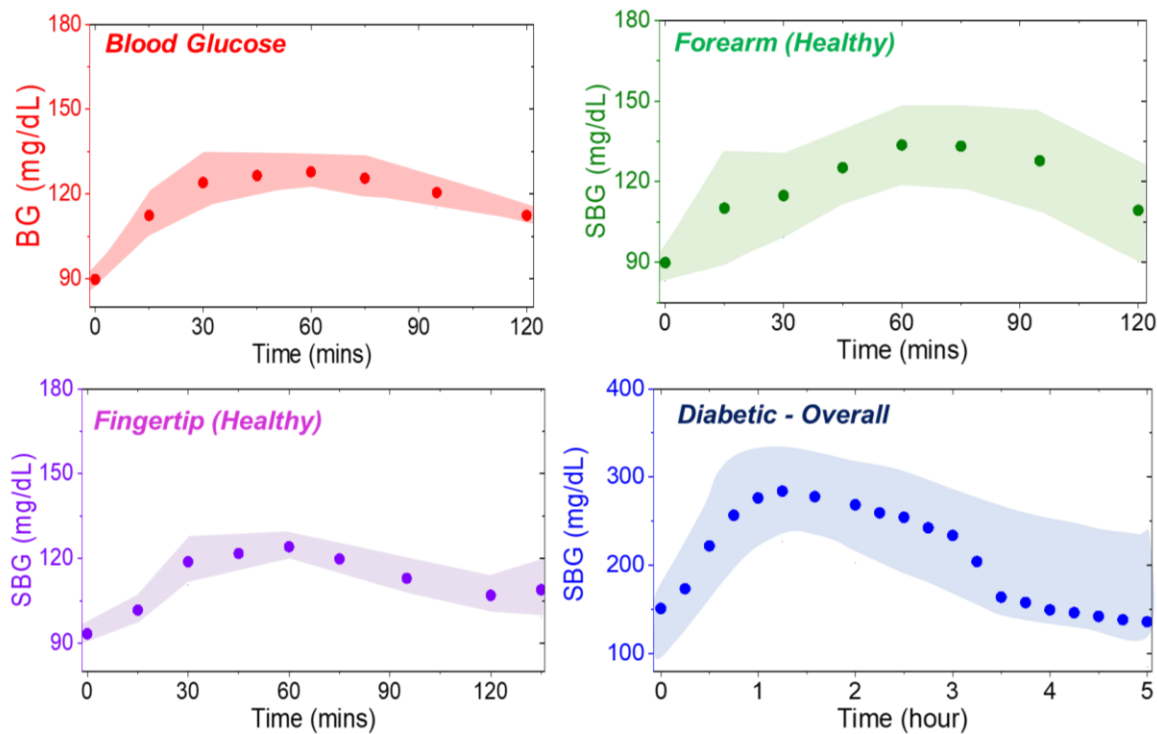 180
150
120
90
BG (mg/dL)
Blood Glucose
0 30 60 90 120
Time (mins)
180
150
120
90
SBG (mg/dL)
Forearm (Healthy)
0 30 60 90 120
Time (mins)
180
150
120
90
SBG (mg/dL)
Fingertip (Healthy)
0 30 60 90 120
Time (mins)
400
300
200
100
SBG (mg/dL)
Diabetic - Overall
0 1 2 3 4 5
Time (hour)